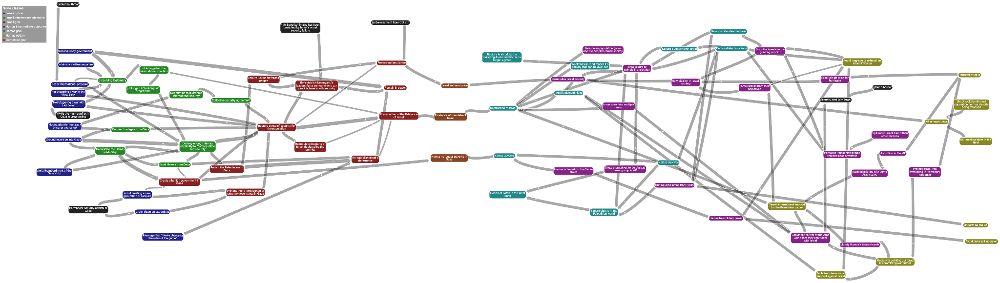 Node classes
Israeli option
Israeli intermediate objective
Israeli goal
Hamas intermediate objective
Hamas goal
Hamas option
Contested goal
Existential threat
"Mr Security" image has been
tarnished by Israel's worst
security failure
Embarrassment from Oct 7th
National unity government
minimize civilian casualties
Hold together the
international coalition
preserving legitimacy
Resist international pressure
not triggering a war in the
West Bank
prolonged US military aid
programme
Negotiation to guarantee
international security
Collective security agreement
Not triggering a war with
Hezbollah
While the main conflict in
Gaza is progressing
Negotiation for hostage /
prisoner exchange
Recover hostages from Gaza
Ground incursion into Gaza
Decapitate the Hamas
leadership
Destroy enough Hamas
capability to restore justice
and security
Expel Hamas from Gaza
Aerial bombardment of the
Gaza strip
Punish the Palestinians in
Gaza
Create a benign government in
Gaza
avoid creating a new
generation of radicals
Prevent the re-emergence of
extreme governance in Gaza
Permanent security control of
Gaza
Crack down on extremists
Message that "We're changing
the rules of the game"
Restore national pride
Secure justice for Israeli
people
Re-establish Netanyahu's
leadership as someone who can
provide Israelis with security
Remain in power
Preservation of the Existence
of Israel
Restore sense of security for
the population
Repopulate the parts of
Israel depleted by the
conflict
Re-establish Israel's
deterrence
Israeli national pride
Existence of the state of
Israel
Hamas no longer governs in
Gaza
Demonstrate steadfastness
Palestinian population grows
and overwhelms Israeli society
Secure a victory over Israel
Demonstrate resistance
Suck the Israelis into a
grinding conflict
Restore Arab pride: the
decaying Arab condition is no
longer a given
Weaken Israel and render it a
society that can be over-run
Israel's aura of
invincibility is broken
Repel, degrade or exhaust an
Israeli invasion
Demoralise Israeli society
Sow division in Israeli
society
Exact a high price for
hostages
Terrorist attacks
Force Israelis from their
objectives
ground border
Israel is delegitimised
Security deal with Israel
Shoot rockets at Israeli
population centres despite
being attacked
Destruction of Israel
force Israel into multiple
wars
Kill or expel Jews
Spill more Israeli blood than
other factions
Kill Israeli soldiers in the
field
Hamas governs
Hamas survives
Persuade Palestinian people
that the cost is worth it
disruption in the ME
Hamas is feared on the Gazan
street
Show themselves to be big bad
terror group in ME
regional alliance with some
Arab states
Provoke Israel into
overacting in its military
response
Distinguish Hamas from Fatah
Get rid of Fatah in the West
Bank
Secure victory in the
Palestinian world
Garner international support
for the Palestinian cause
Hamas has military power
Undermine the PA
Convince the rest of the Arab
world that they can't deal
with Israel
Muddy Hamas's bloody hands
Avoid an Israeli incursion
Media war pointing out Israel
is committing war crimes
Mobilise international
support against Israel